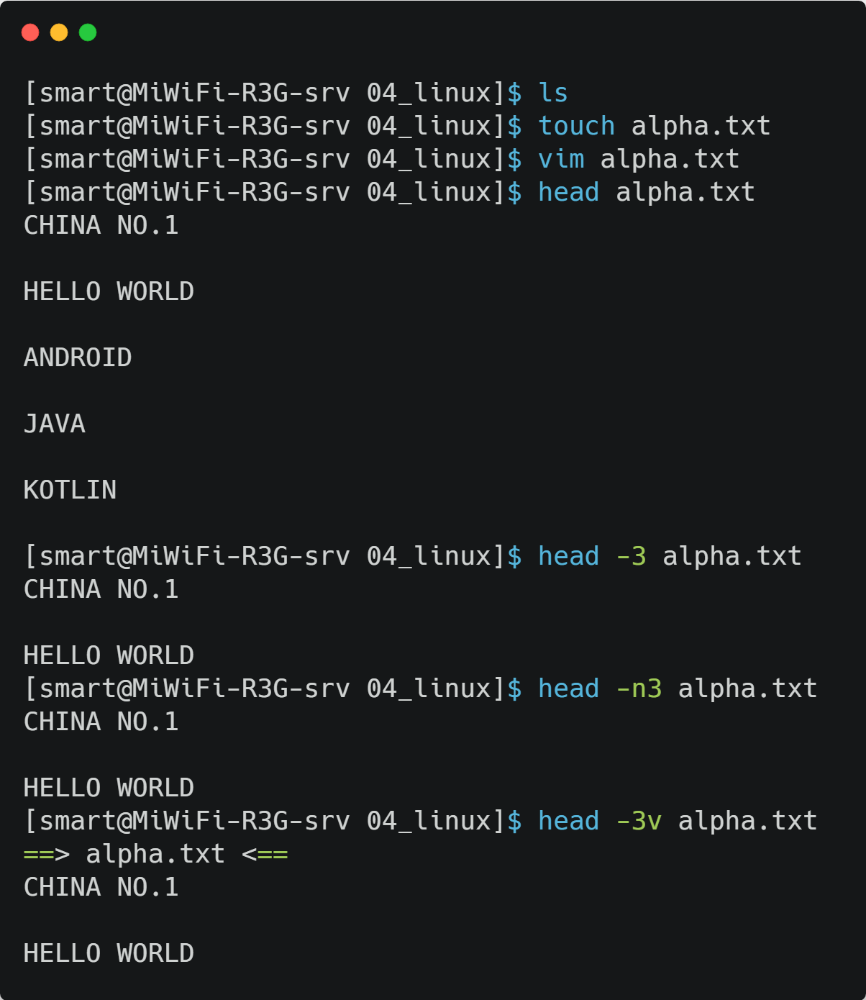 [smart@MiWiFi-R3G-srv 04_linux]$ ls
[smart@MiWiFi-R3G-srv 04_linux]$ touch alpha.txt
[smart@MiWiFi-R3G-srv 04_linux]$ vim alpha.txt
[smart@MiWiFi-R3G-srv 04_linux]$ head alpha.txt
CHINA NO.1
HELLO WORLD
ANDROID
JAVA
KOTLIN
[smart@MiWiFi-R3G-srv 04_linux]$ head -3 alpha.txt
CHINA NO.1
HELLO WORLD
[smart@MiWiFi-R3G-srv 04_linux]$ head -n3 alpha.txt
CHINA NO.1
HELLO WORLD
[smart@MiWiFi-R3G-srv 04_linux]$ head -3v alpha.txt
==> alpha.txt <==
CHINA NO.1
HELLO WORLD